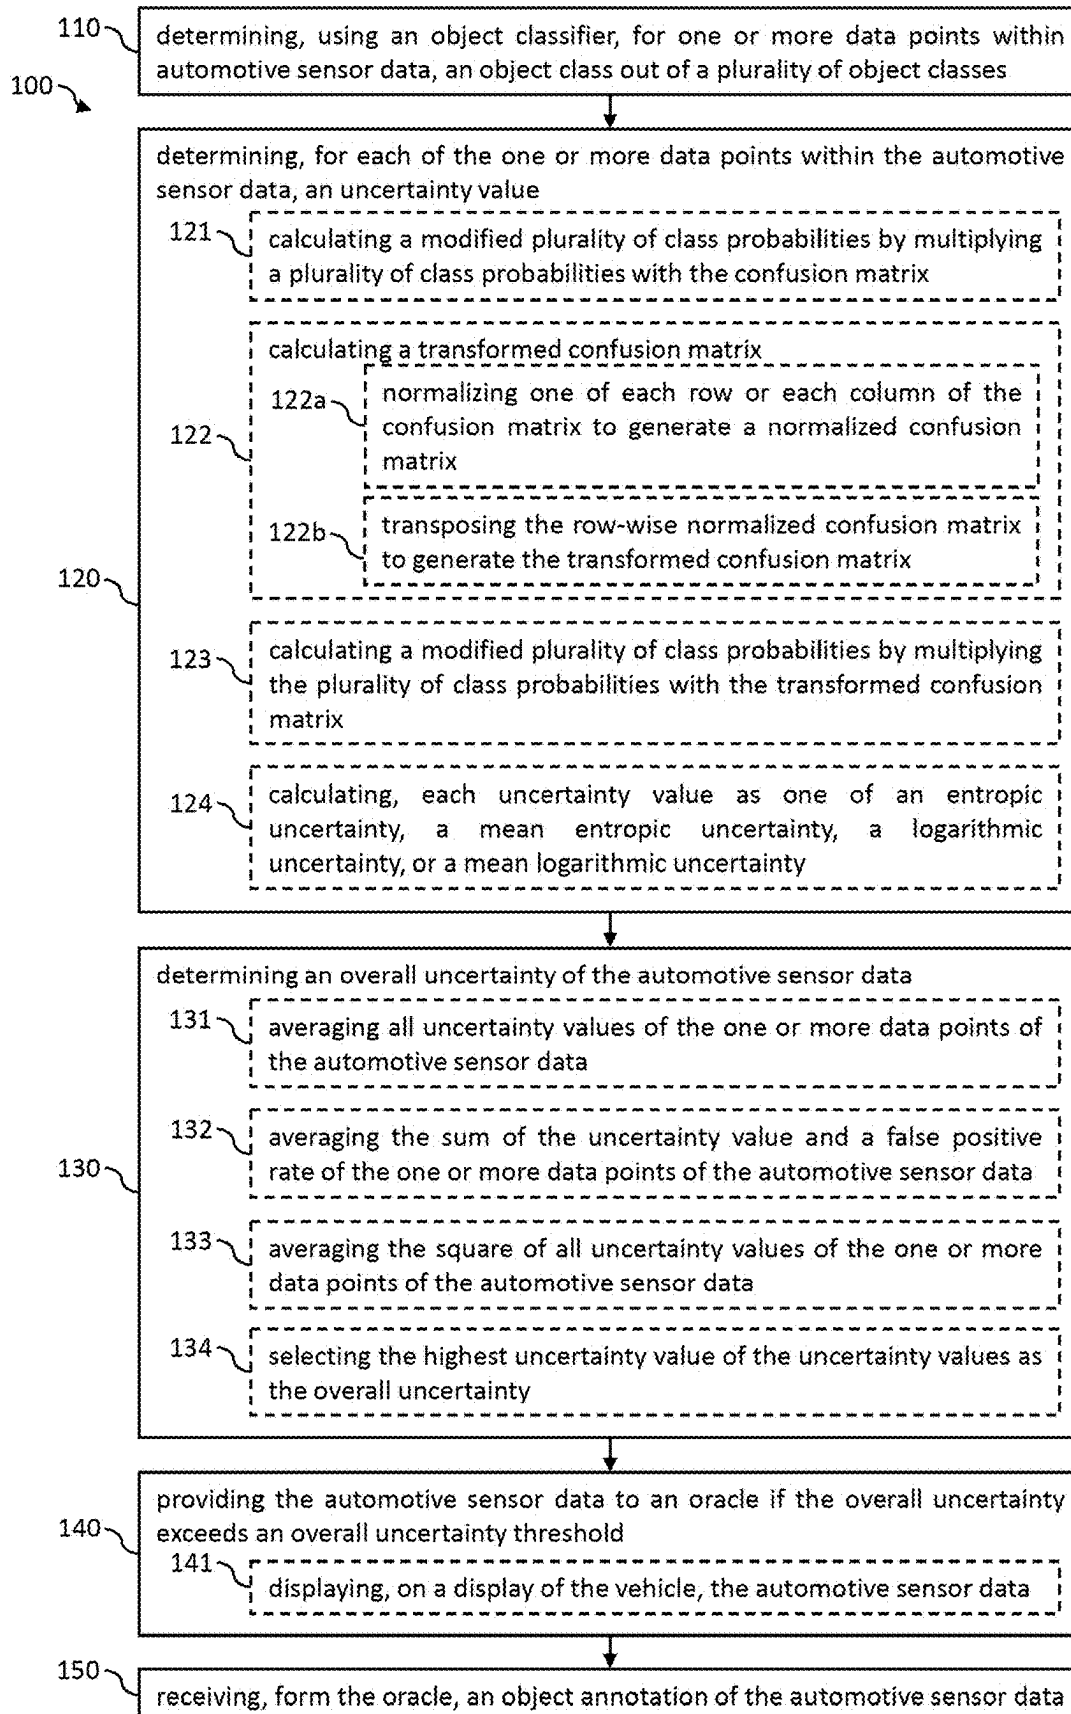 110
determining, using an object classifier, for one or more data points within
automotive sensor data, an object class out of a plurality of object classes
100
determining, for each of the one or more data points within the automotive
sensor data, an uncertainty value
121
calculating a modified plurality of class probabilities by multiplying
a plurality of class probabilities with the confusion matrix
calculating a transformed confusion matrix
122a
normalizing one of each row or each column of the
confusion matrix to generate a normalized confusion
matrix
122
122b
transposing the row-wise normalized confusion matrix
to generate the transformed confusion matrix
120
123
calculating a modified plurality of class probabilities by multiplying
the plurality of class probabilities with the transformed confusion
matrix
124
calculating, each uncertainty value as one of an entropic
uncertainty, a mean entropic uncertainty, a logarithmic
uncertainty, or a mean logarithmic uncertainty
determining an overall uncertainty of the automotive sensor data
131
averaging all uncertainty values of the one or more data points of
the automotive sensor data
132
averaging the sum of the uncertainty value and a false positive
rate of the one or more data points of the automotive sensor data
130
133
averaging the square of all uncertainty values of the one or more
data points of the automotive sensor data
134
selecting the highest uncertainty value of the uncertainty values as
the overall uncertainty
providing the automotive sensor data to an oracle if the overall uncertainty
exceeds an overall uncertainty threshold
140
141
displaying, on a display of the vehicle, the automotive sensor data
150
receiving, form the oracle, an object annotation of the automotive sensor data